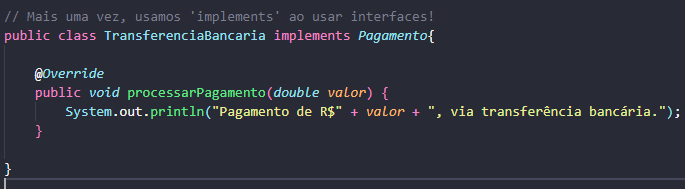 // Mais uma vez, usamos 'implements' ao usar interfaces!
public class TransferenciaBancaria implements Pagamento{
@Override
public void processarPagamento(double valor) {
System.out.println("Pagamento de R$" + valor + ", via transferência bancária.");
}
}